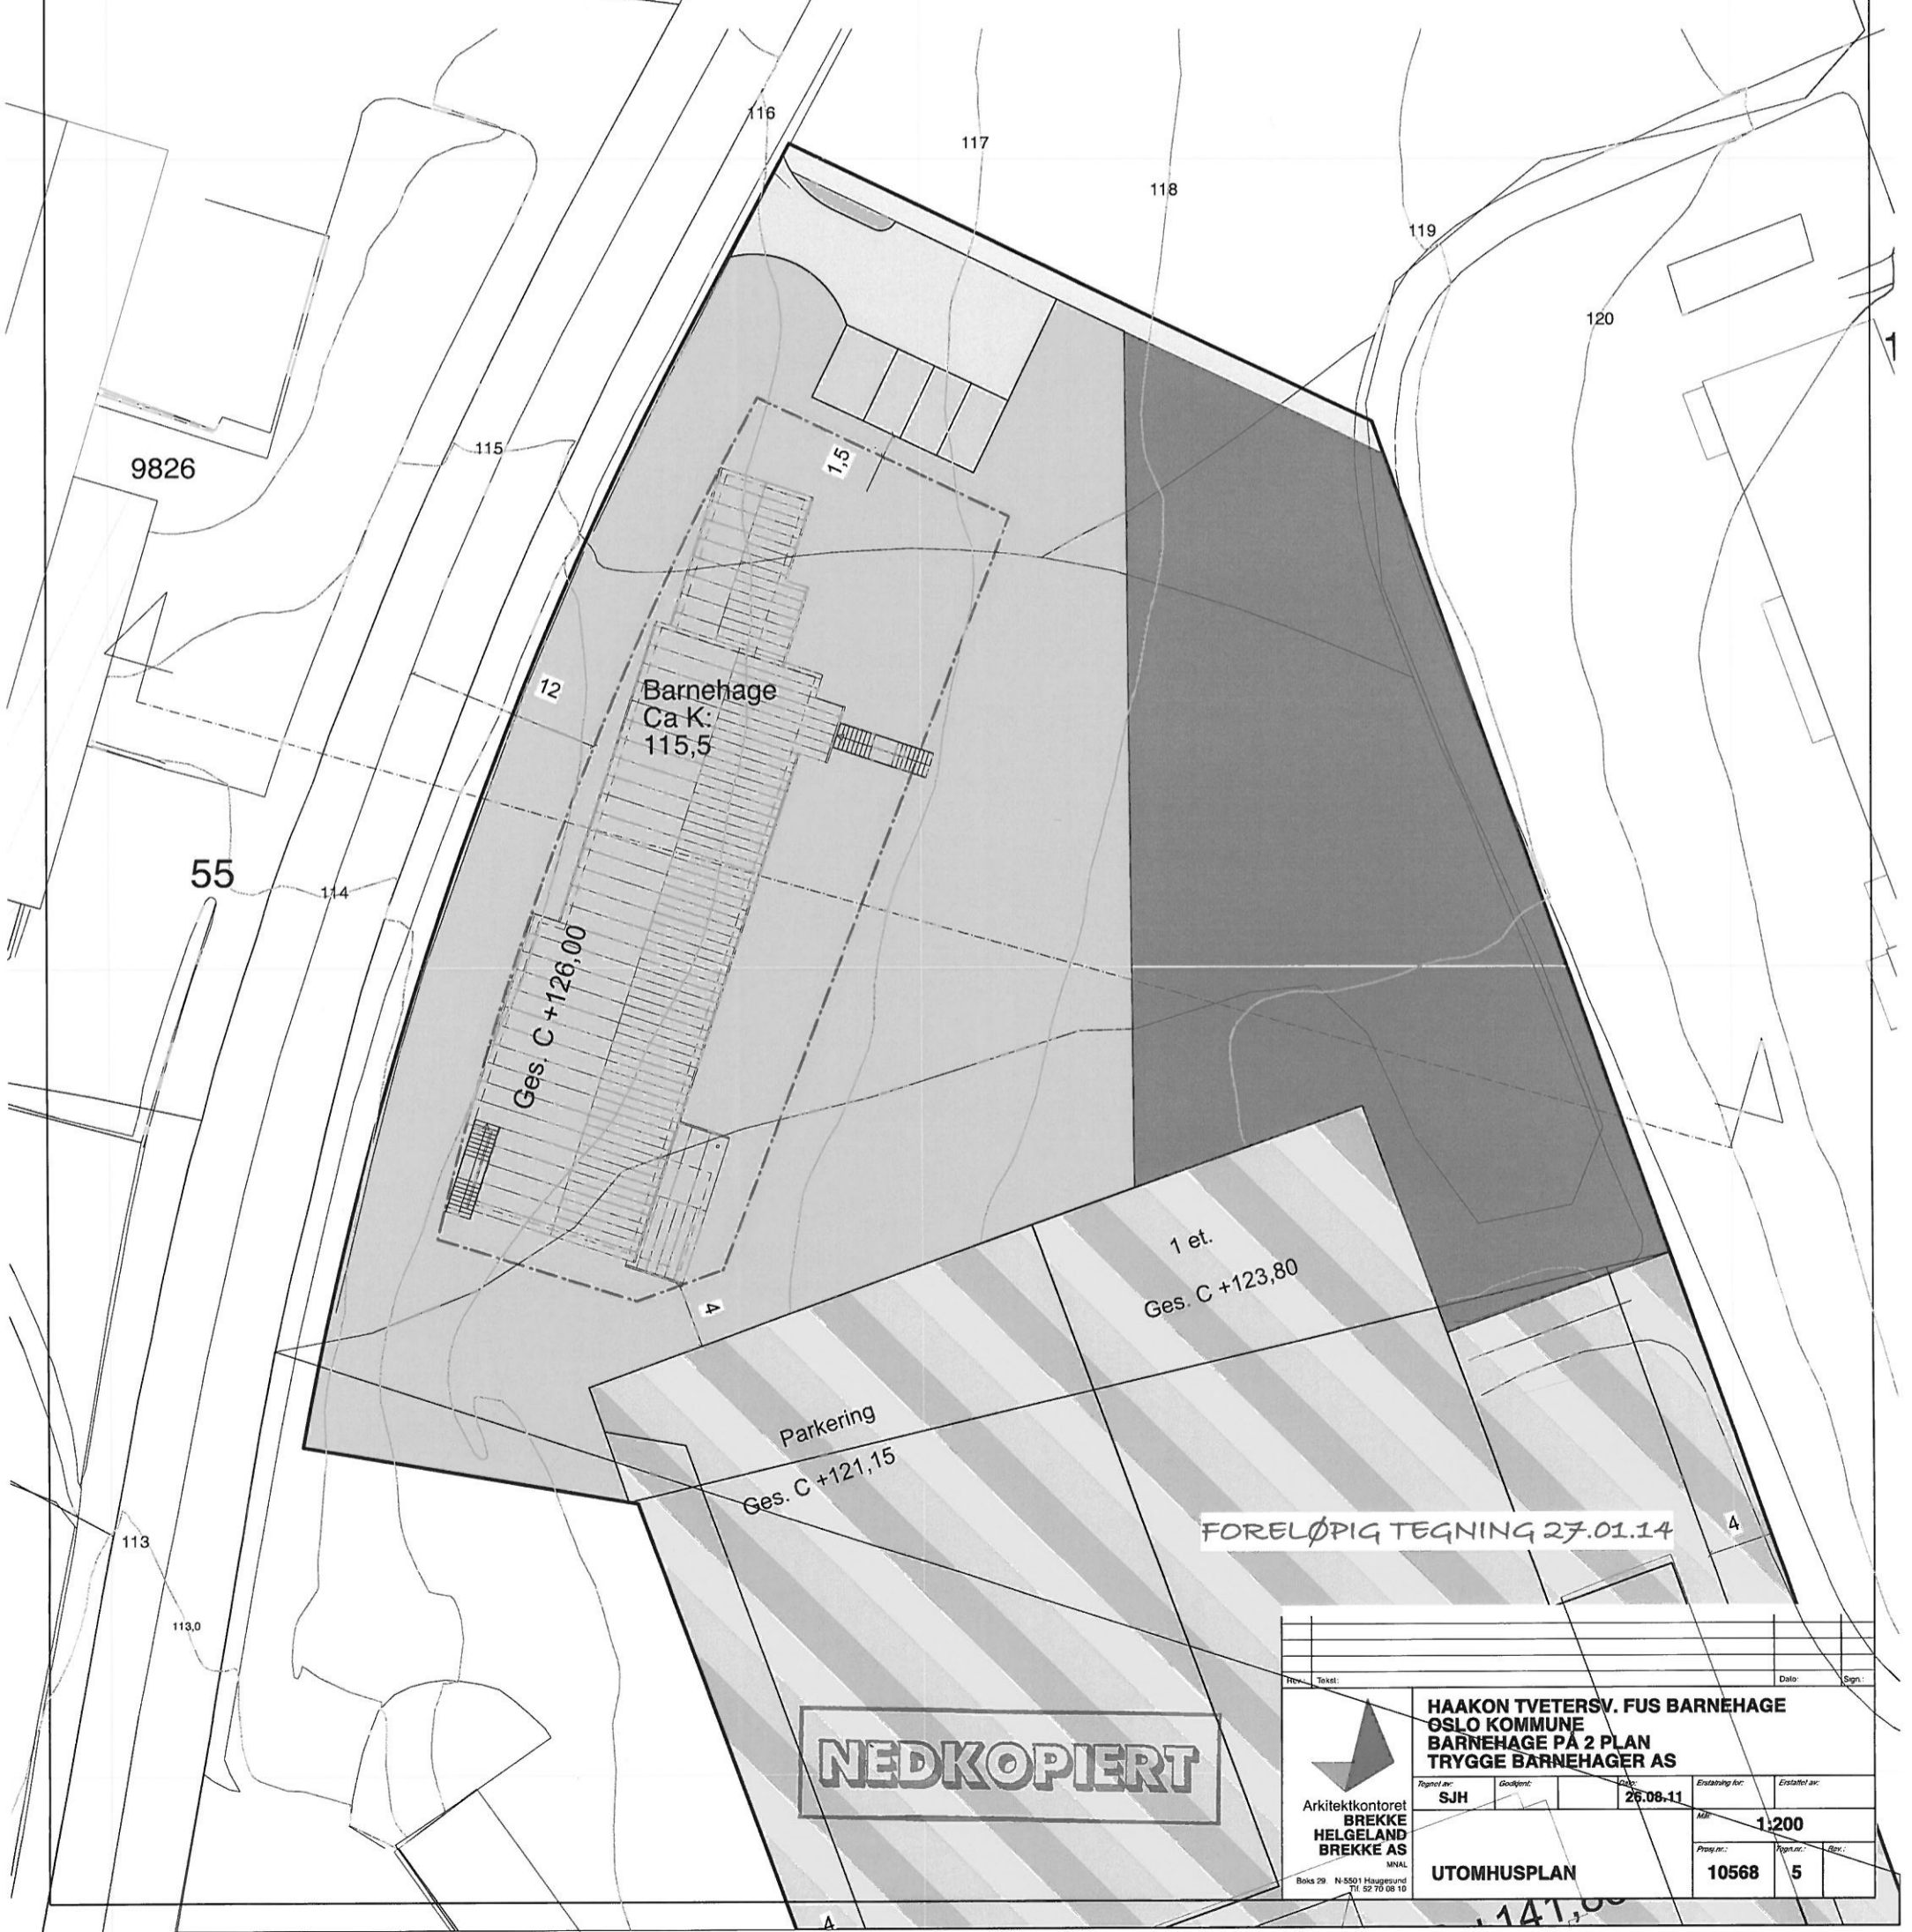 116
117
118
119
120
1
115
9826
1,5
12
Barnehage
Ca K:
115,5
55
114
Ges. C +126,00
1 et.
Ges. C +123,80
4
Parkering
Ges. C +121,15
FORELØPIG TEGNING 27.01.14
4
113
113,0
NEDKOPIERT
Rev.: Tekst: Dato: Sign.:
HAAKON TVETERSV. FUS BARNEHAGE
OSLO KOMMUNE
BARNEHAGE PÅ 2 PLAN
TRYGGE BARNEHAGER AS
Tegnet av: Godkjent: Dato: Erstatning for: Erstattet av:
SJH 26.08.11
Arkitektkontoret
BREKKE
HELGELAND
BREKKE AS
MNAL
Boks 29. N-5501 Haugesund
Tlf. 52 70 08 10
Mål:
1:200
Prosj.nr.: Tegn.nr.: Rev.:
UTOMHUSPLAN 10568 5
4